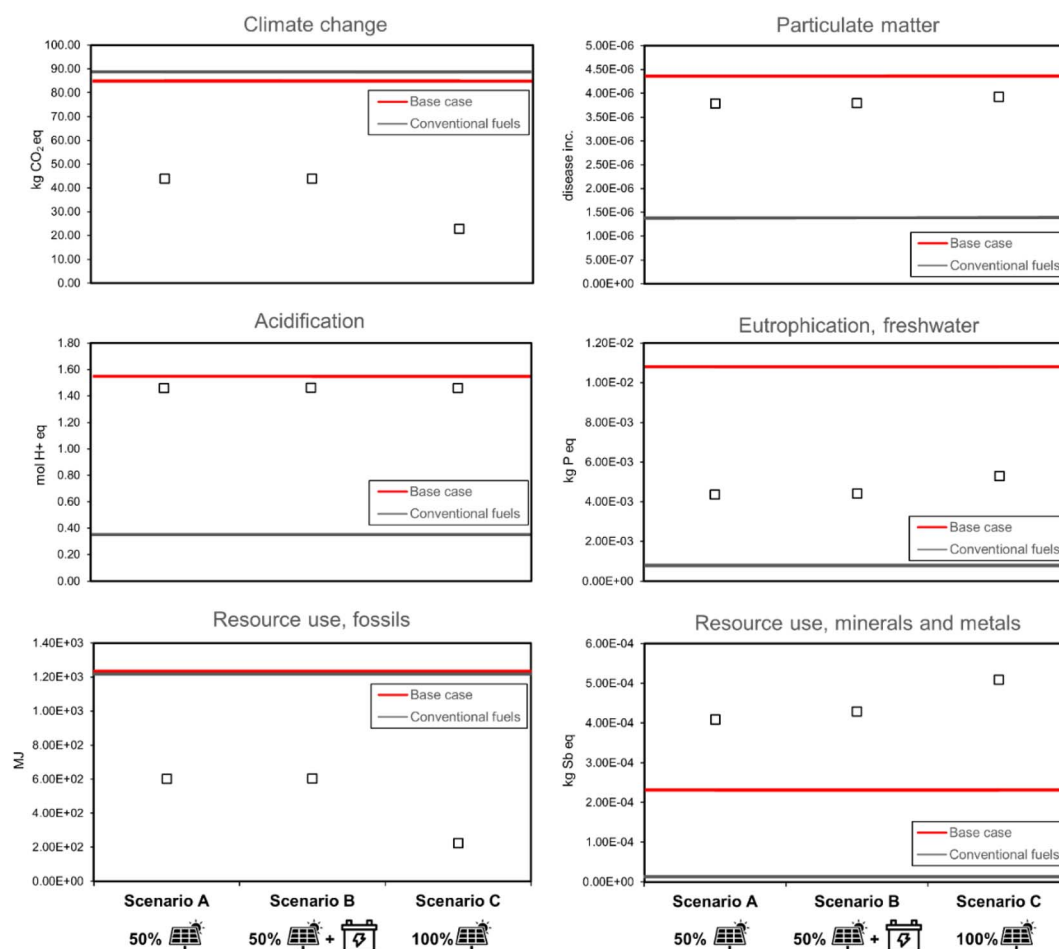 Climate change
100.00
90.00
80.00
70.00
60.00
50.00
40.00
30.00
20.00
10.00
0.00
kg CO₂ eq
Base case
Conventional fuels
Particulate matter
5.00E-06
4.50E-06
4.00E-06
3.50E-06
3.00E-06
2.50E-06
2.00E-06
1.50E-06
1.00E-06
5.00E-07
0.00E+00
disease inc.
Base case
Conventional fuels
Acidification
1.80
1.60
1.40
1.20
1.00
0.80
0.60
0.40
0.20
0.00
mol H+ eq
Base case
Conventional fuels
Eutrophication, freshwater
1.20E-02
1.00E-02
8.00E-03
6.00E-03
4.00E-03
2.00E-03
0.00E+00
kg P eq
Base case
Conventional fuels
Resource use, fossils
1.40E+03
1.20E+03
1.00E+03
8.00E+02
6.00E+02
4.00E+02
2.00E+02
0.00E+00
MJ
Base case
Conventional fuels
Scenario A
Scenario B
Scenario C
50%
50% +
100%
Resource use, minerals and metals
6.00E-04
5.00E-04
4.00E-04
3.00E-04
2.00E-04
1.00E-04
0.00E+00
kg Sb eq
Base case
Conventional fuels
Scenario A
Scenario B
Scenario C
50%
50% +
100%